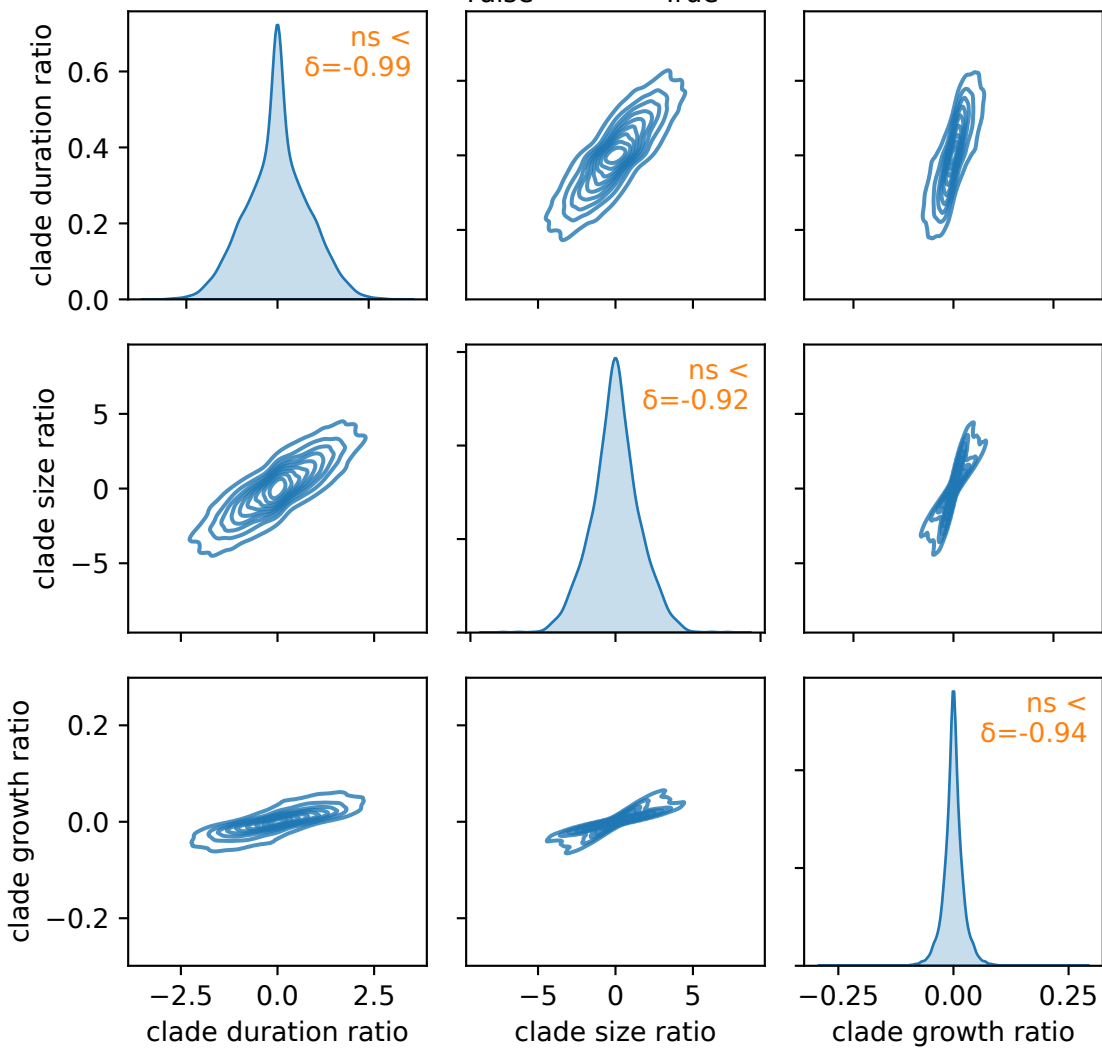 clade duration ratio
0.6
0.4
0.2
0.0
ns <
δ=-0.99
clade size ratio
5
0
−5
ns <
δ=-0.92
clade growth ratio
0.2
0.0
−0.2
ns <
δ=-0.94
−2.5 0.0 2.5
−5 0 5
−0.25 0.00 0.25
clade duration ratio
clade size ratio
clade growth ratio